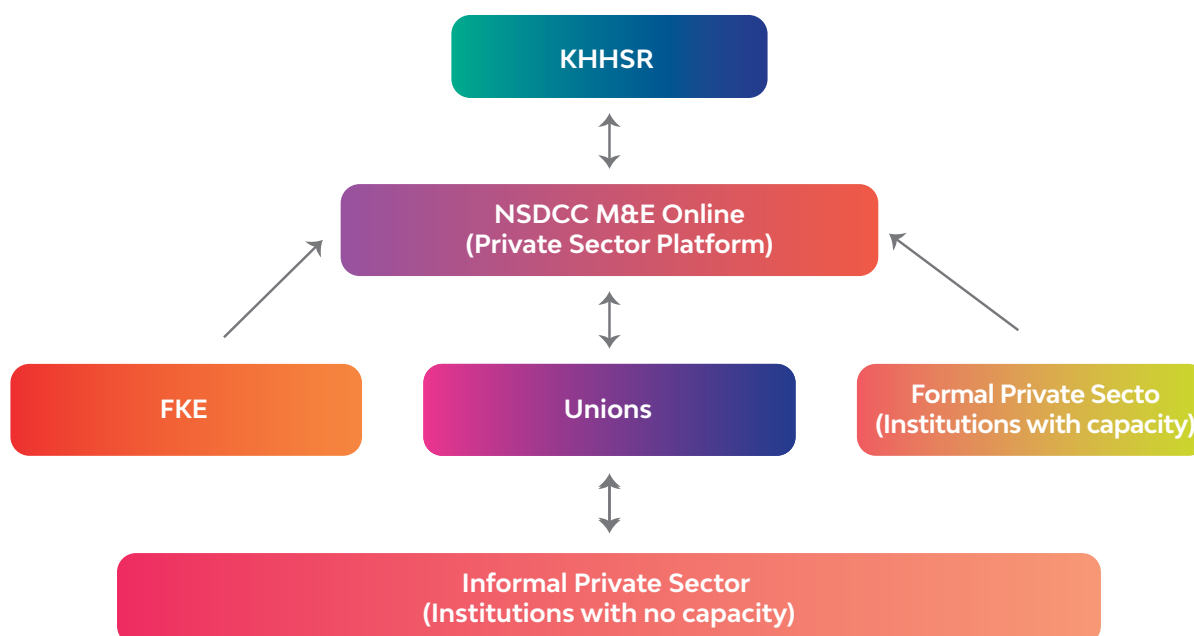 KHHSR
NSDCC M&E Online
(Private Sector Platform)
FKE
Unions
Formal Private Secto
(Institutions with capacity)
Informal Private Sector
(Institutions with no capacity)